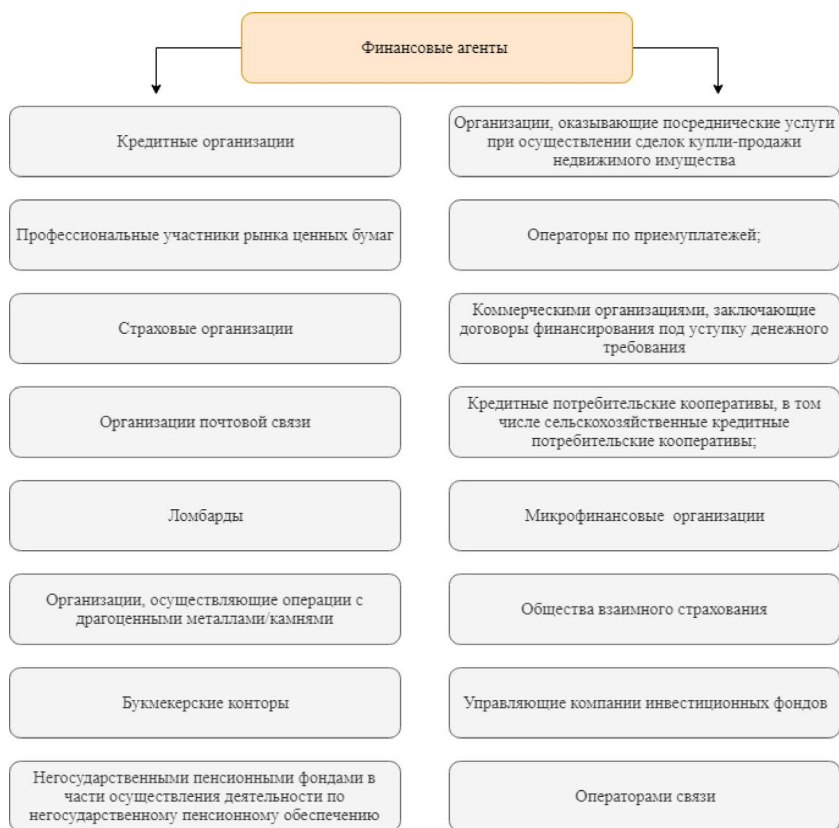 Финансовые агенты
Кредитные организации
Профессиональные участники рынка ценных бумаг
Страховые организации
Организации почтовой связи
Ломбарды
Организации, осуществляющие операции с
драгоценными металлами/камнями
Букмекерские конторы
Негосударственными пенсионными фондами в
части осуществления деятельности по
негосударственному пенсионному обеспечению
Организации, оказывающие посреднические услуги
при осуществлении сделок купли-продажи
недвижимого имущества
Операторы по приемуплатежей;
Коммерческими организациями, заключающие
договоры финансирования под уступку денежного
требования
Кредитные потребительские кооперативы, в том
числе сельскохозяйственные кредитные
потребительские кооперативы;
Микрофинансовые организации
Общества взаимного страхования
Управляющие компании инвестиционных фондов
Операторами связи